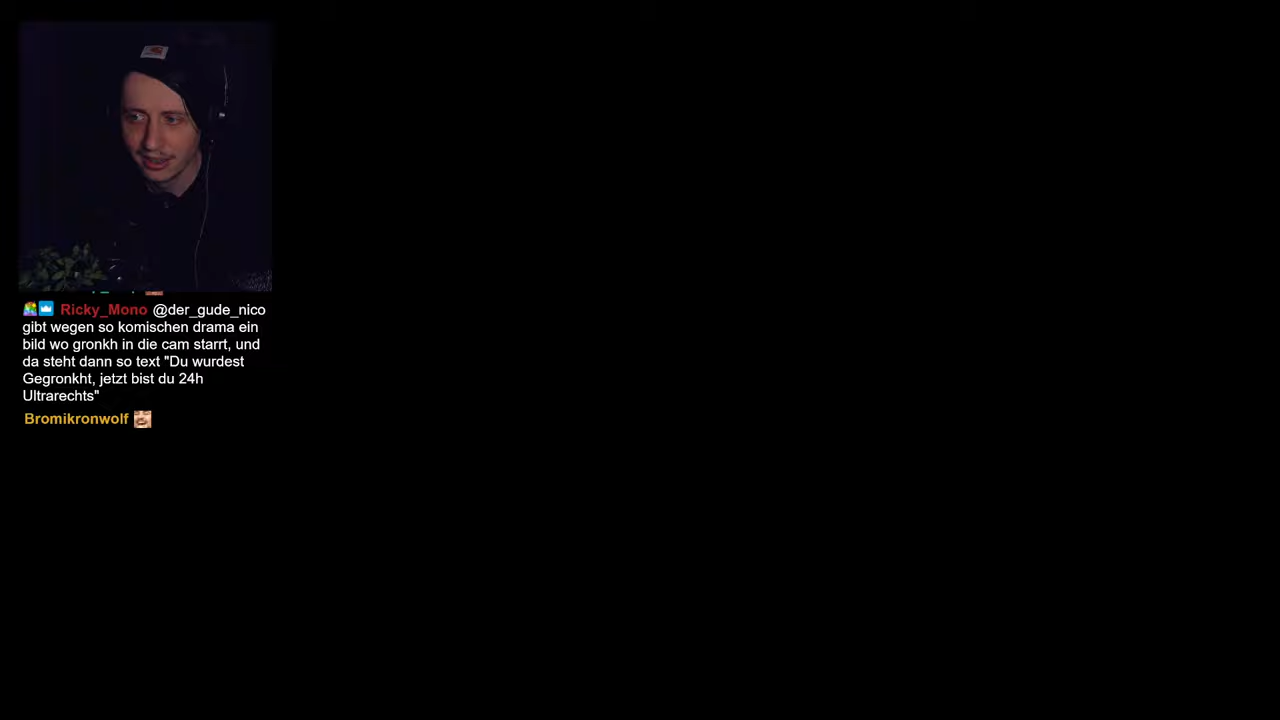 Ricky_Mono @der_gude_nico
gibt wegen so komischen drama ein
bild wo gronkh in die cam starrt, und
da steht dann so text "Du wurdest
Gegronkht, jetzt bist du 24h
Ultrarechts"
Bromikronwolf